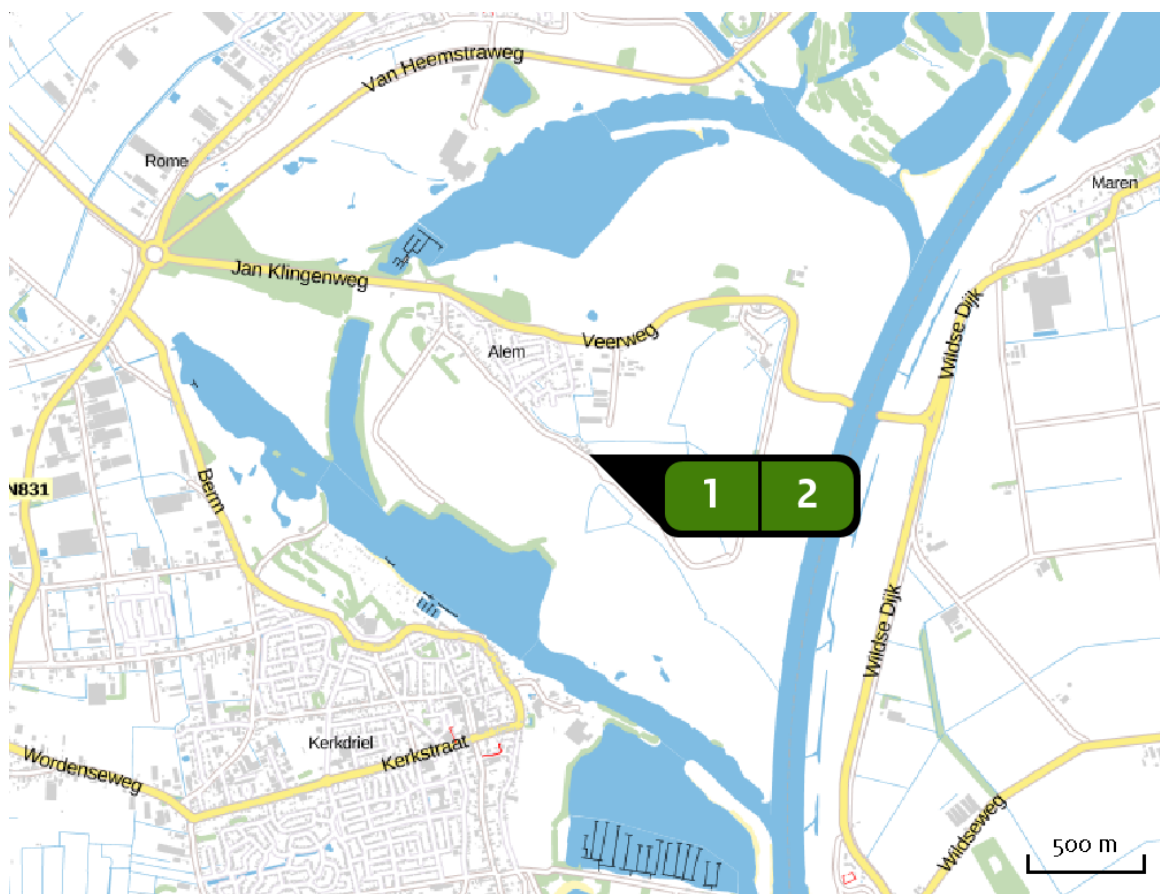 Van Heemstraweg
Rome
Maren
Jan Klingenweg
Wildse Dijk
Veerweg
Alem
N831
Berm
1 2
Wildse Dijk
Kerkdriel
Kerkstraat
Wordenseweg
Wildseweg
500 m